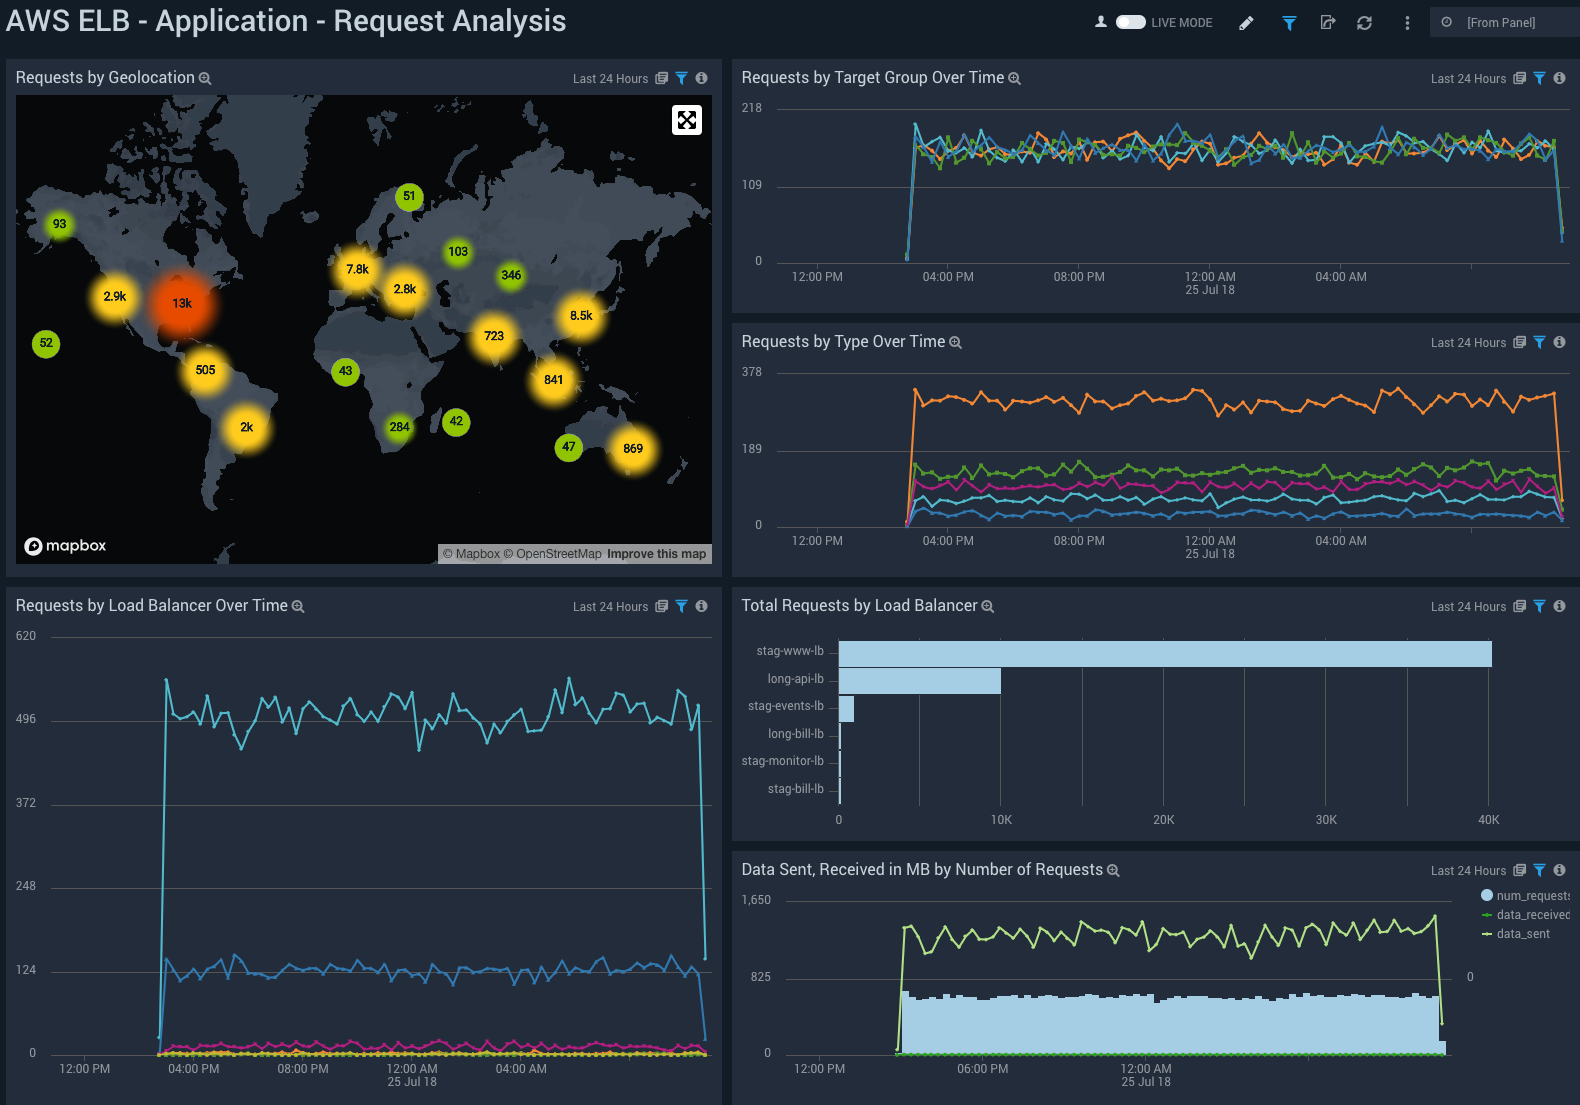 AWS ELB - Application - Request Analysis
LIVE MODE
[From Panel]
Requests by Geolocation
Last 24 Hours
51
93
103
7.8k
346
2.9k
2.8k
13k
8.5k
723
52
505
43
841
2k
284
42
47
869
mapbox
© Mapbox © OpenStreetMap Improve this map
Requests by Target Group Over Time
Last 24 Hours
218
109
0
12:00 PM 04:00 PM 08:00 PM 12:00 AM 04:00 AM
25 Jul 18
Requests by Type Over Time
Last 24 Hours
378
189
0
12:00 PM 04:00 PM 08:00 PM 12:00 AM 04:00 AM
25 Jul 18
Requests by Load Balancer Over Time
Last 24 Hours
620
496
372
248
124
0
12:00 PM 04:00 PM 08:00 PM 12:00 AM 04:00 AM
25 Jul 18
Total Requests by Load Balancer
Last 24 Hours
stag-www-lb
long-api-lb
stag-events-lb
long-bill-lb
stag-monitor-lb
stag-bill-lb
0 10K 20K 30K 40K
Data Sent, Received in MB by Number of Requests
Last 24 Hours
1,650
825
0
0
12:00 PM 06:00 PM 12:00 AM
25 Jul 18
num_requests
data_received
data_sent